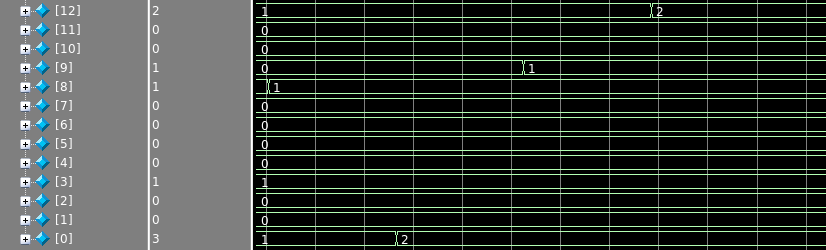 [12] 2 1 2
[11] 0 0
[10] 0 0
[9] 1 0 1
[8] 1 1
[7] 0 0
[6] 0 0
[5] 0 0
[4] 0 0
[3] 1 1
[2] 0 0
[1] 0 0
[0] 3 1 2